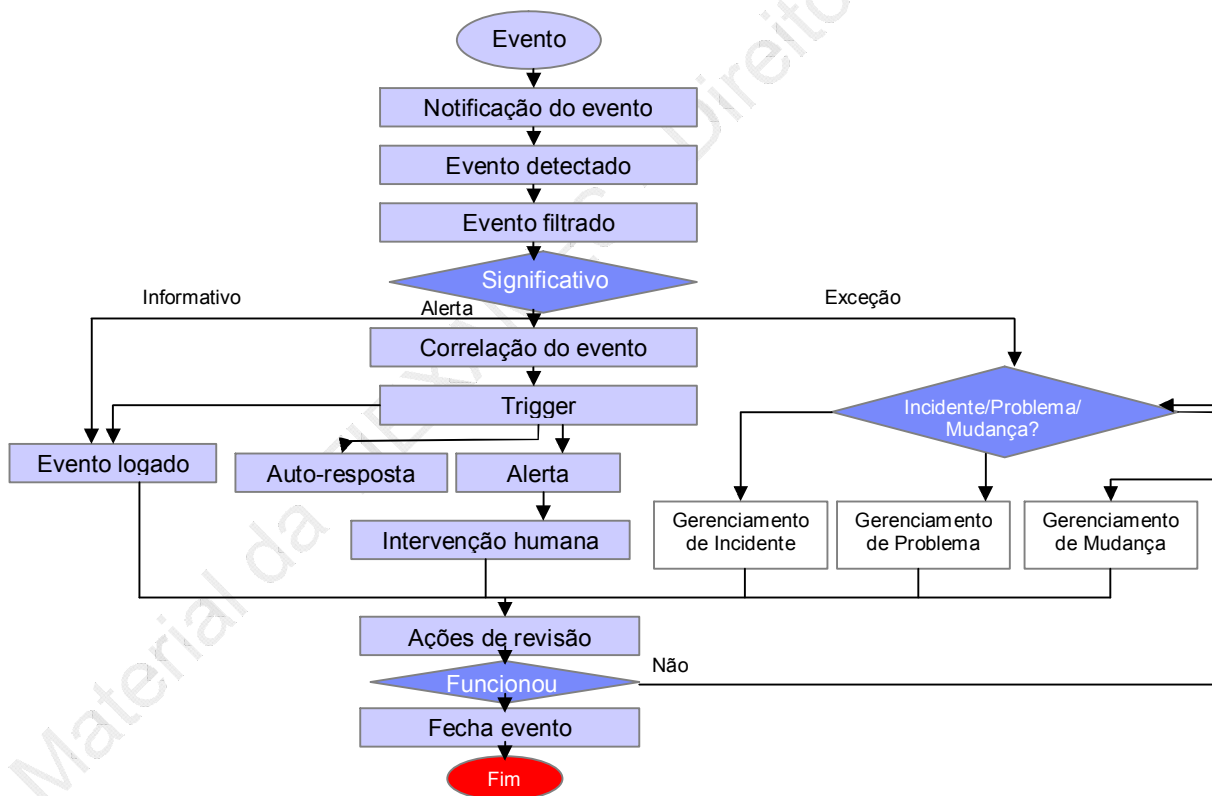 Evento
Notificação do evento
Evento detectado
Evento filtrado
Significativo
Informativo
Alerta
Exceção
Correlação do evento
Trigger
Incidente/Problema/
Mudança?
Evento logado
Auto-resposta
Alerta
Intervenção humana
Gerenciamento
de Incidente
Gerenciamento
de Problema
Gerenciamento
de Mudança
Ações de revisão
Não
Funcionou
Fecha evento
Fim
Material da